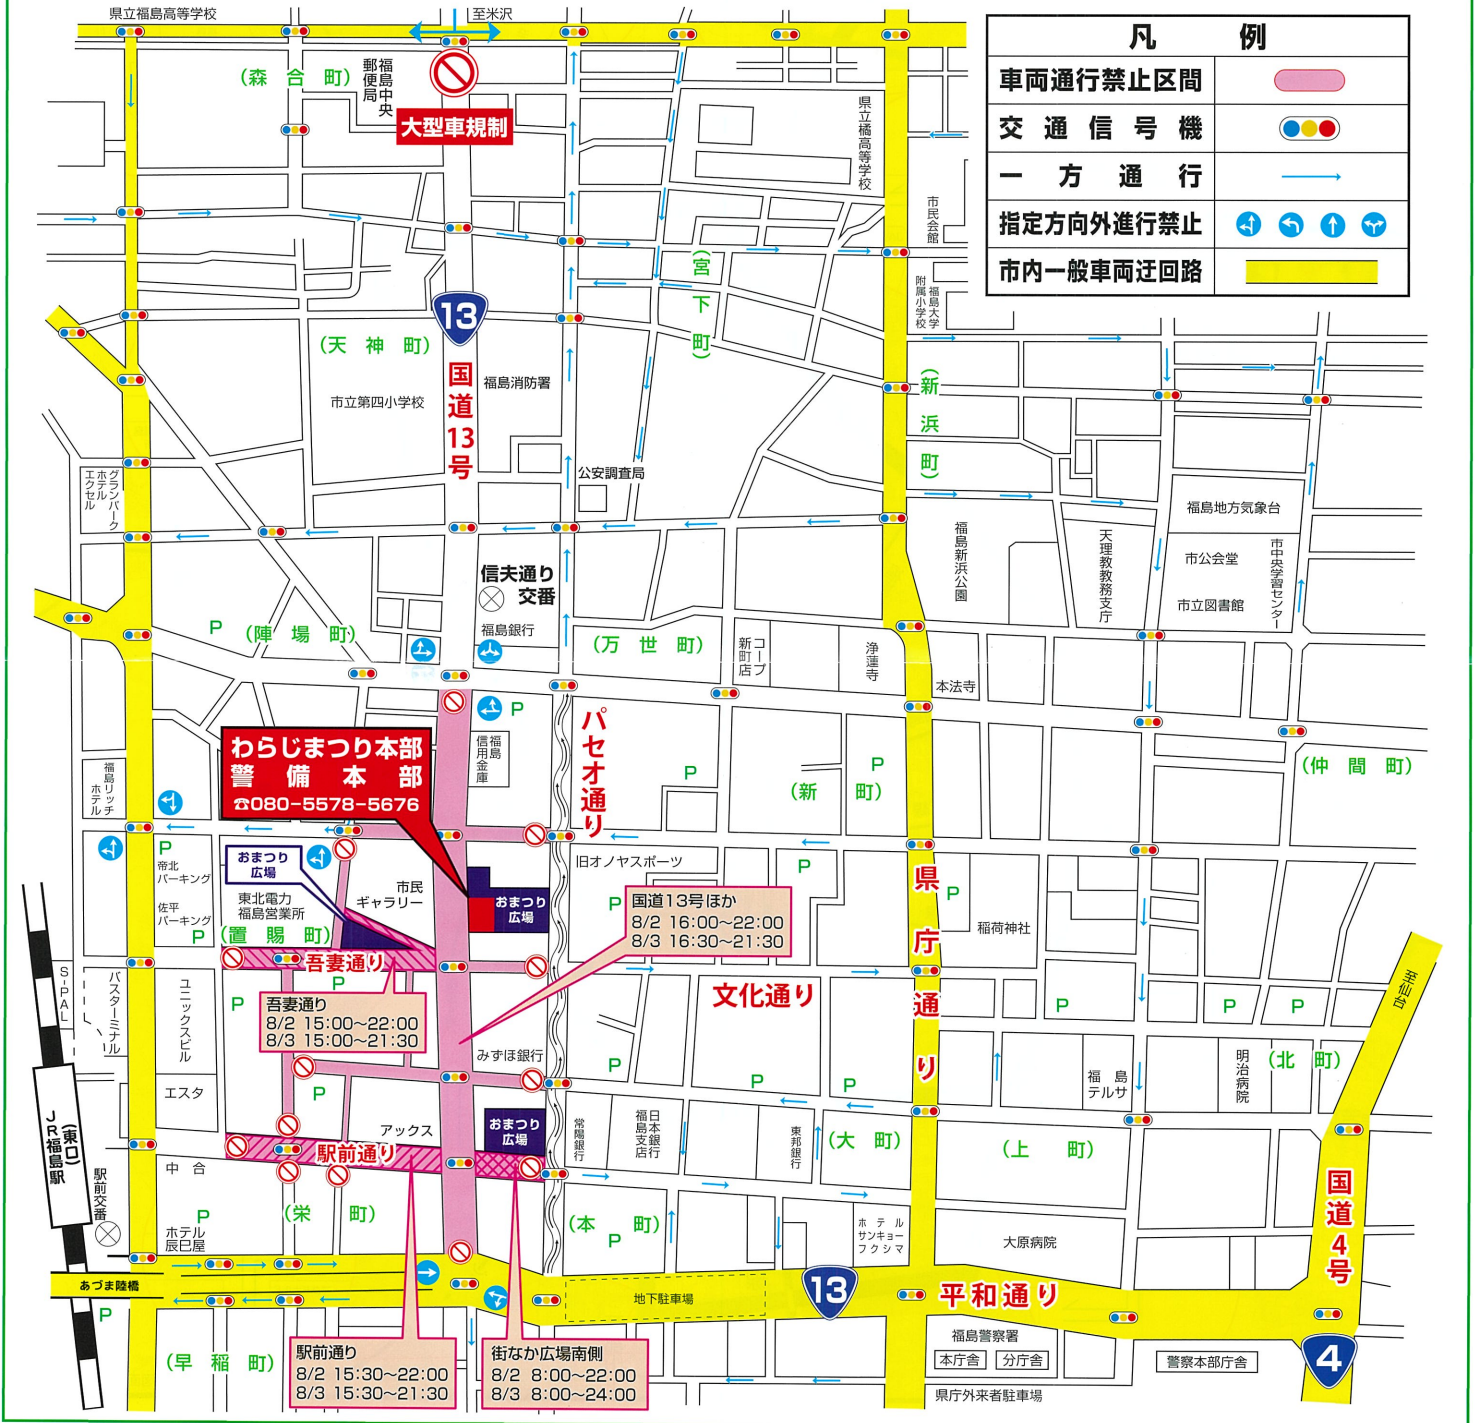 県立福島高等学校
至米沢
(森合町)
福島中央
郵便局
大型車規制
県立橘高等学校
市民会館
福島大学
附属小学校
凡例
車両通行禁止区間
交通信号機
一方通行
指定方向外進行禁止
市内一般車両迂回路
(宮下町)
13
国道13号
(天神町)
市立第四小学校
福島消防署
(新浜町)
公安調査局
グランパーク
ホテル
エクセル
福島地方気象台
市公会堂
市立図書館
市中央学習センター
天理教教務支庁
福島新浜公園
信夫通り
交番
福島銀行
P
(陣場町)
(万世町)
コープ
新町店
浄蓮寺
本法寺
P
福島
信用金庫
パセオ通り
わらじまつり本部
警備本部
☎080-5578-5676
福島リッチ
ホテル
P
(新町)
P
(仲間町)
P
帝北
パーキング
佐平
パーキング
P
おまつり
広場
東北電力
福島営業所
(置賜町)
市民
ギャラリー
おまつり
広場
旧オノヤスポーツ
P
P
国道13号ほか
8/2 16:00～22:00
8/3 16:30～21:30
県庁通り
P
稲荷神社
吾妻通り
S-PAL
バスターミナル
ユニックスビル
P
P
吾妻通り
8/2 15:00～22:00
8/3 15:00～21:30
文化通り
P
P
P
至仙台
みずほ銀行
P
P
P
エスタ
P
福島
テルサ
明治病院
(北町)
アックス
おまつり
広場
常陽銀行
日本銀行
福島支店
東邦銀行
(大町)
(上町)
(東口)
JR福島駅
駅前交番
中合
駅前通り
P
ホテル
辰巳屋
(栄町)
(本町)
P
ホテル
サンキョー
フクシマ
大原病院
国道4号
あづま陸橋
P
地下駐車場
13
平和通り
(早稲町)
駅前通り
8/2 15:30～22:00
8/3 15:30～21:30
街なか広場南側
8/2 8:00～22:00
8/3 8:00～24:00
福島警察署
本庁舎
分庁舎
警察本部庁舎
4
県庁外来者駐車場